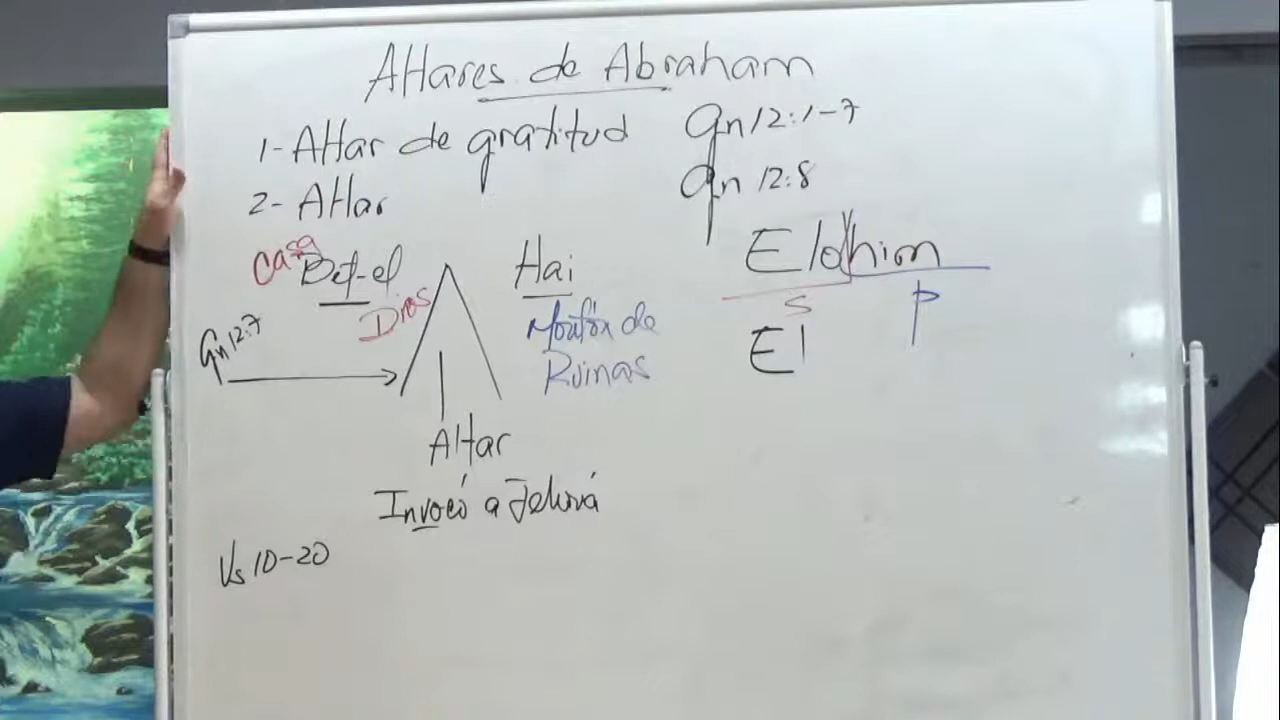 Altares de Abraham
1- Altar de gratitud Gn 12:1-7
2- Altar Gn 12:8
Casa
Bet-el
Dios
Hai
Montón de
Ruinas
Elohim
S P
El
Gn 12:7
Altar
Invocó a Jehová
Vs 10-20